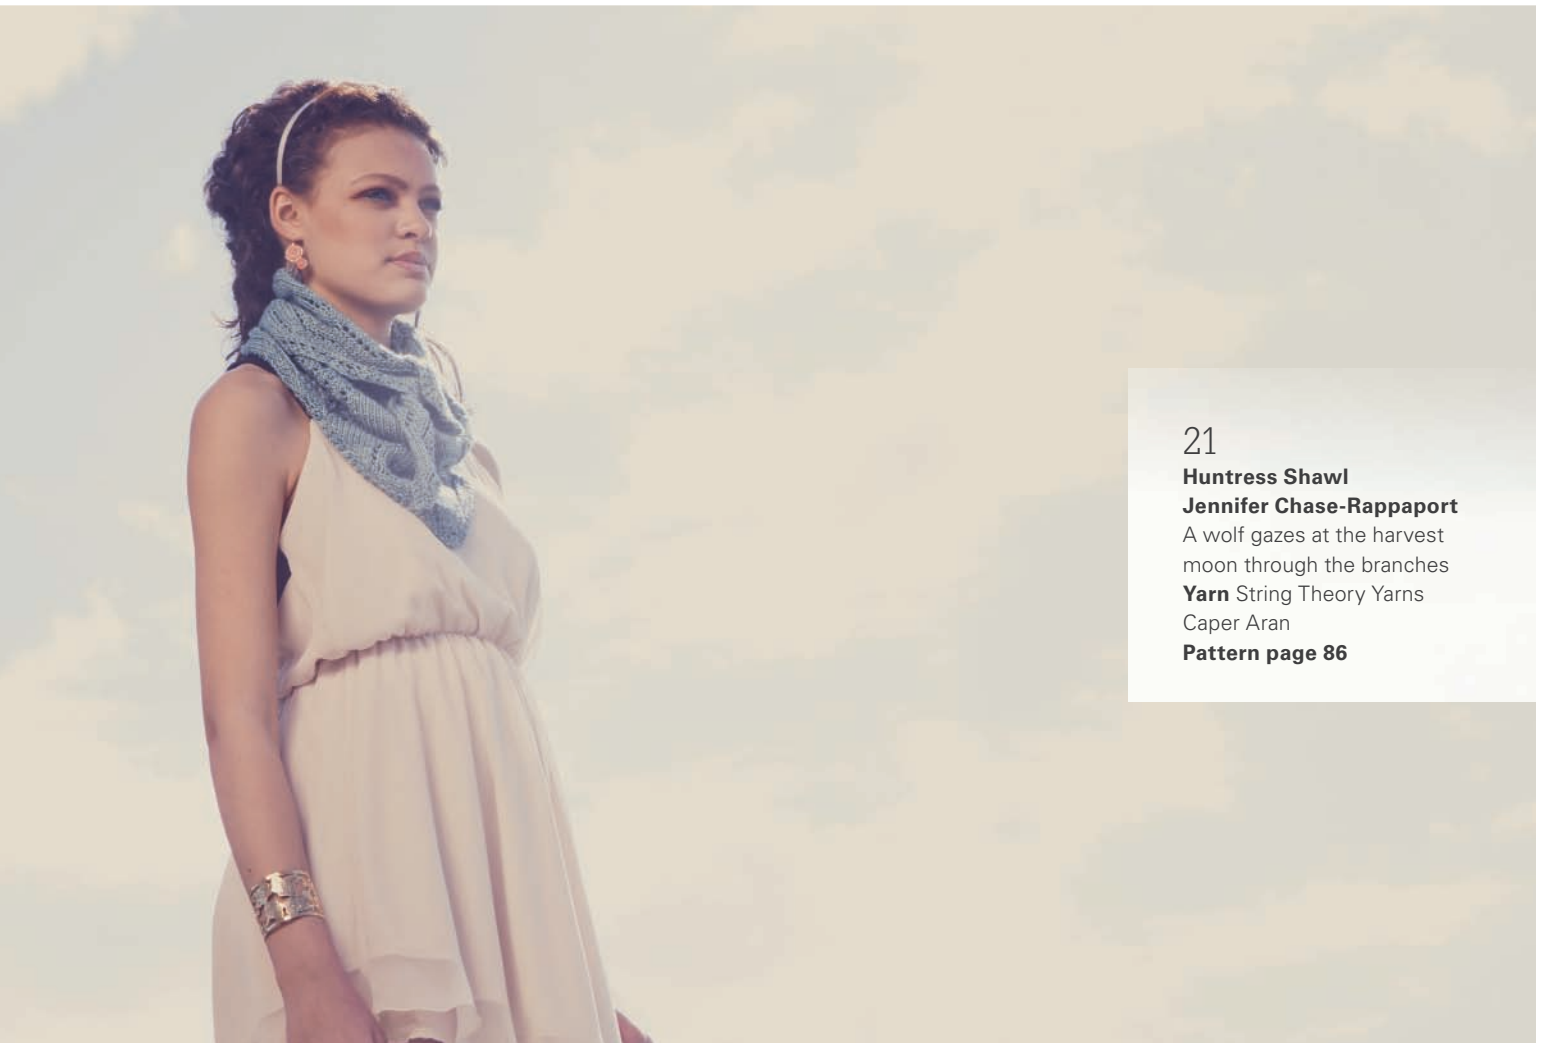 21
Huntress Shawl
Jennifer Chase-Rappaport
A wolf gazes at the harvest
moon through the branches
Yarn String Theory Yarns
Caper Aran
Pattern page 86